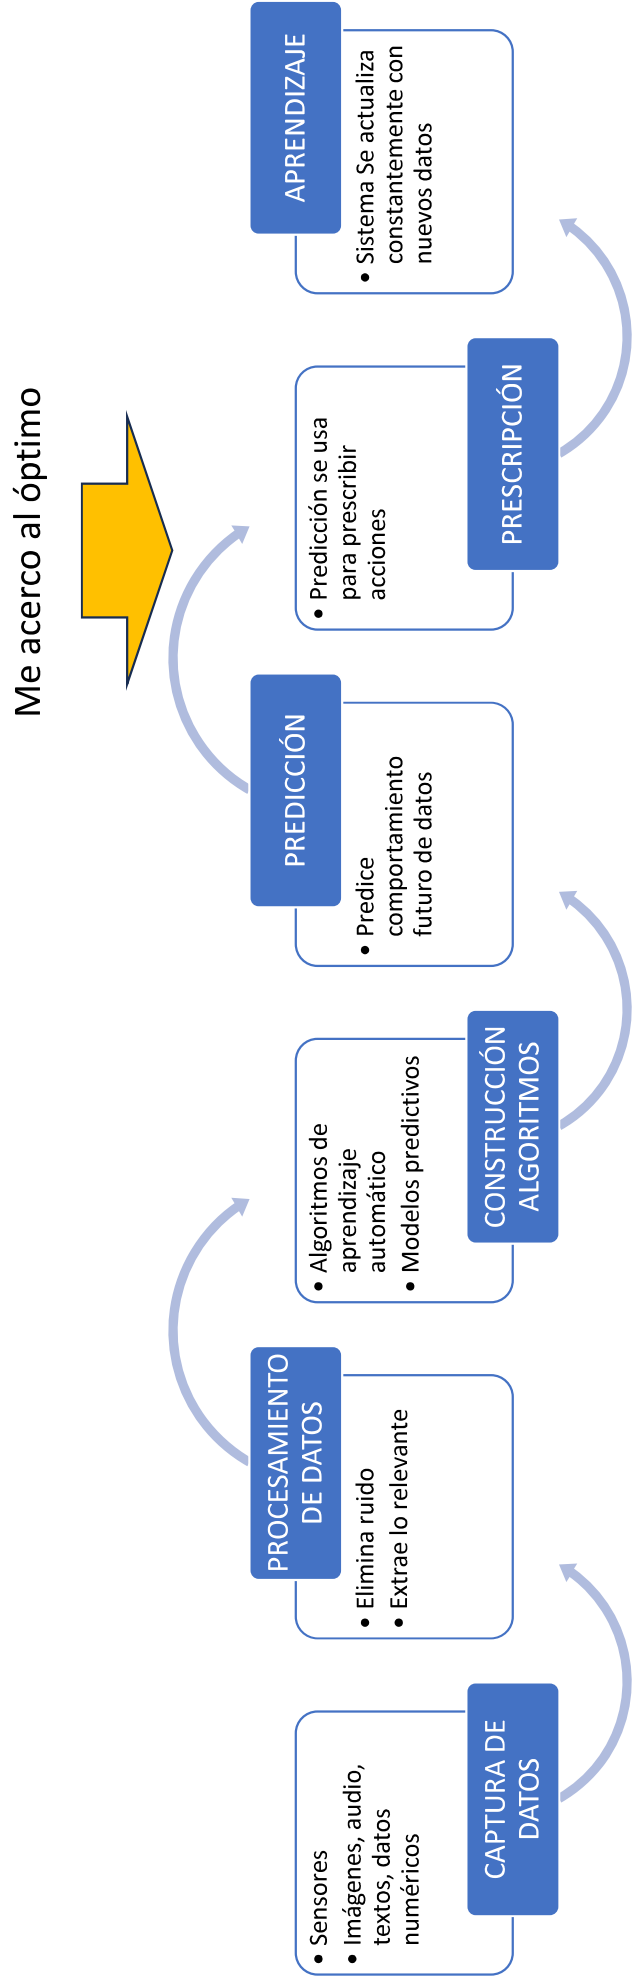 Me acerco al óptimo
• Sensores
• Imágenes, audio,
textos, datos
numéricos
CAPTURA DE
DATOS
PROCESAMIENTO
DE DATOS
• Elimina ruido
• Extrae lo relevante
• Algoritmos de
aprendizaje
automático
• Modelos predictivos
CONSTRUCCIÓN
ALGORITMOS
PREDICCIÓN
• Predice
comportamiento
futuro de datos
• Predicción se usa
para prescribir
acciones
PRESCRIPCIÓN
APRENDIZAJE
• Sistema Se actualiza
constantemente con
nuevos datos